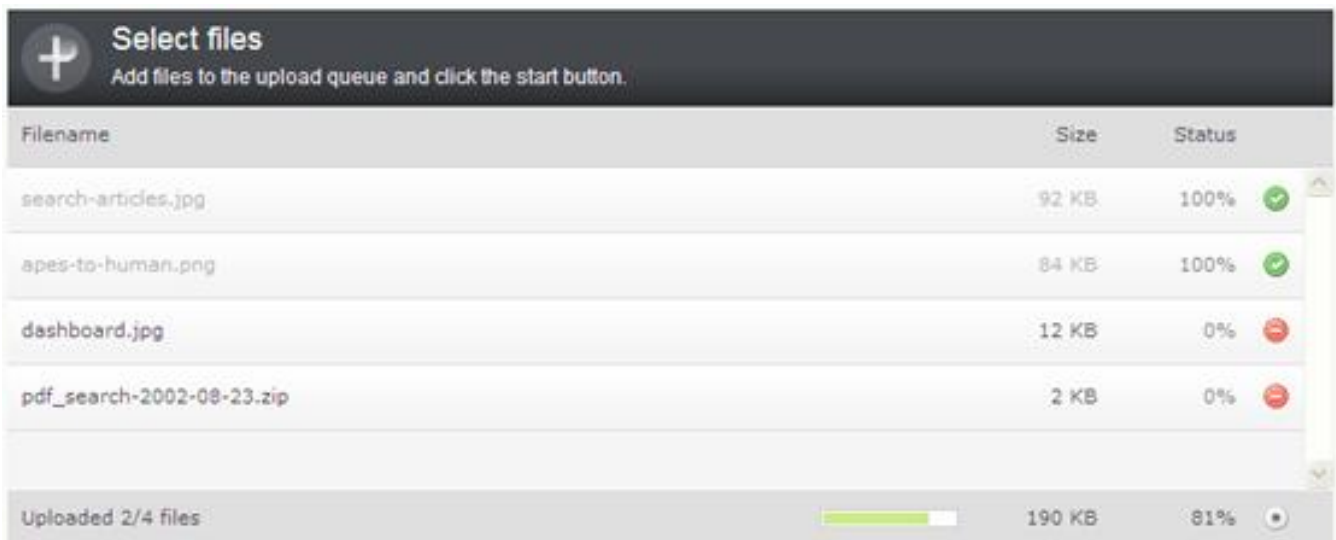 Select files
Add files to the upload queue and click the start button.
Filename Size Status
search-articles.jpg 92 KB 100%
apes-to-human.png 84 KB 100%
dashboard.jpg 12 KB 0%
pdf_search-2002-08-23.zip 2 KB 0%
Uploaded 2/4 files 190 KB 81%